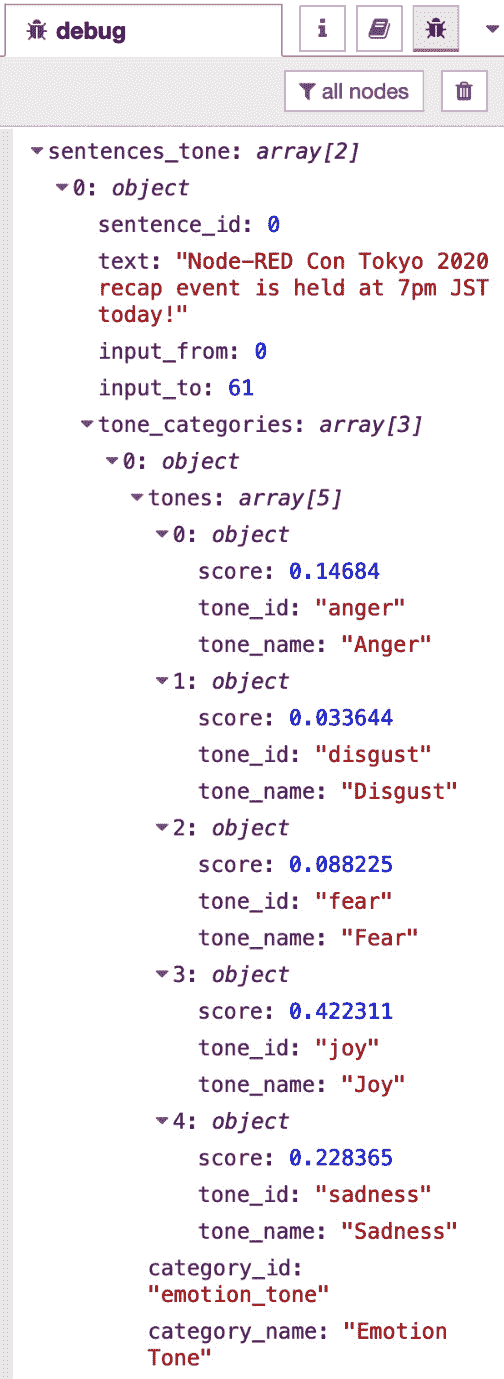 debug
all nodes
sentences_tone: array[2]
0: object
sentence_id: 0
text: "Node-RED Con Tokyo 2020
recap event is held at 7pm JST
today!"
input_from: 0
input_to: 61
tone_categories: array[3]
0: object
tones: array[5]
0: object
score: 0.14684
tone_id: "anger"
tone_name: "Anger"
1: object
score: 0.033644
tone_id: "disgust"
tone_name: "Disgust"
2: object
score: 0.088225
tone_id: "fear"
tone_name: "Fear"
3: object
score: 0.422311
tone_id: "joy"
tone_name: "Joy"
4: object
score: 0.228365
tone_id: "sadness"
tone_name: "Sadness"
category_id:
"emotion_tone"
category_name: "Emotion
Tone"